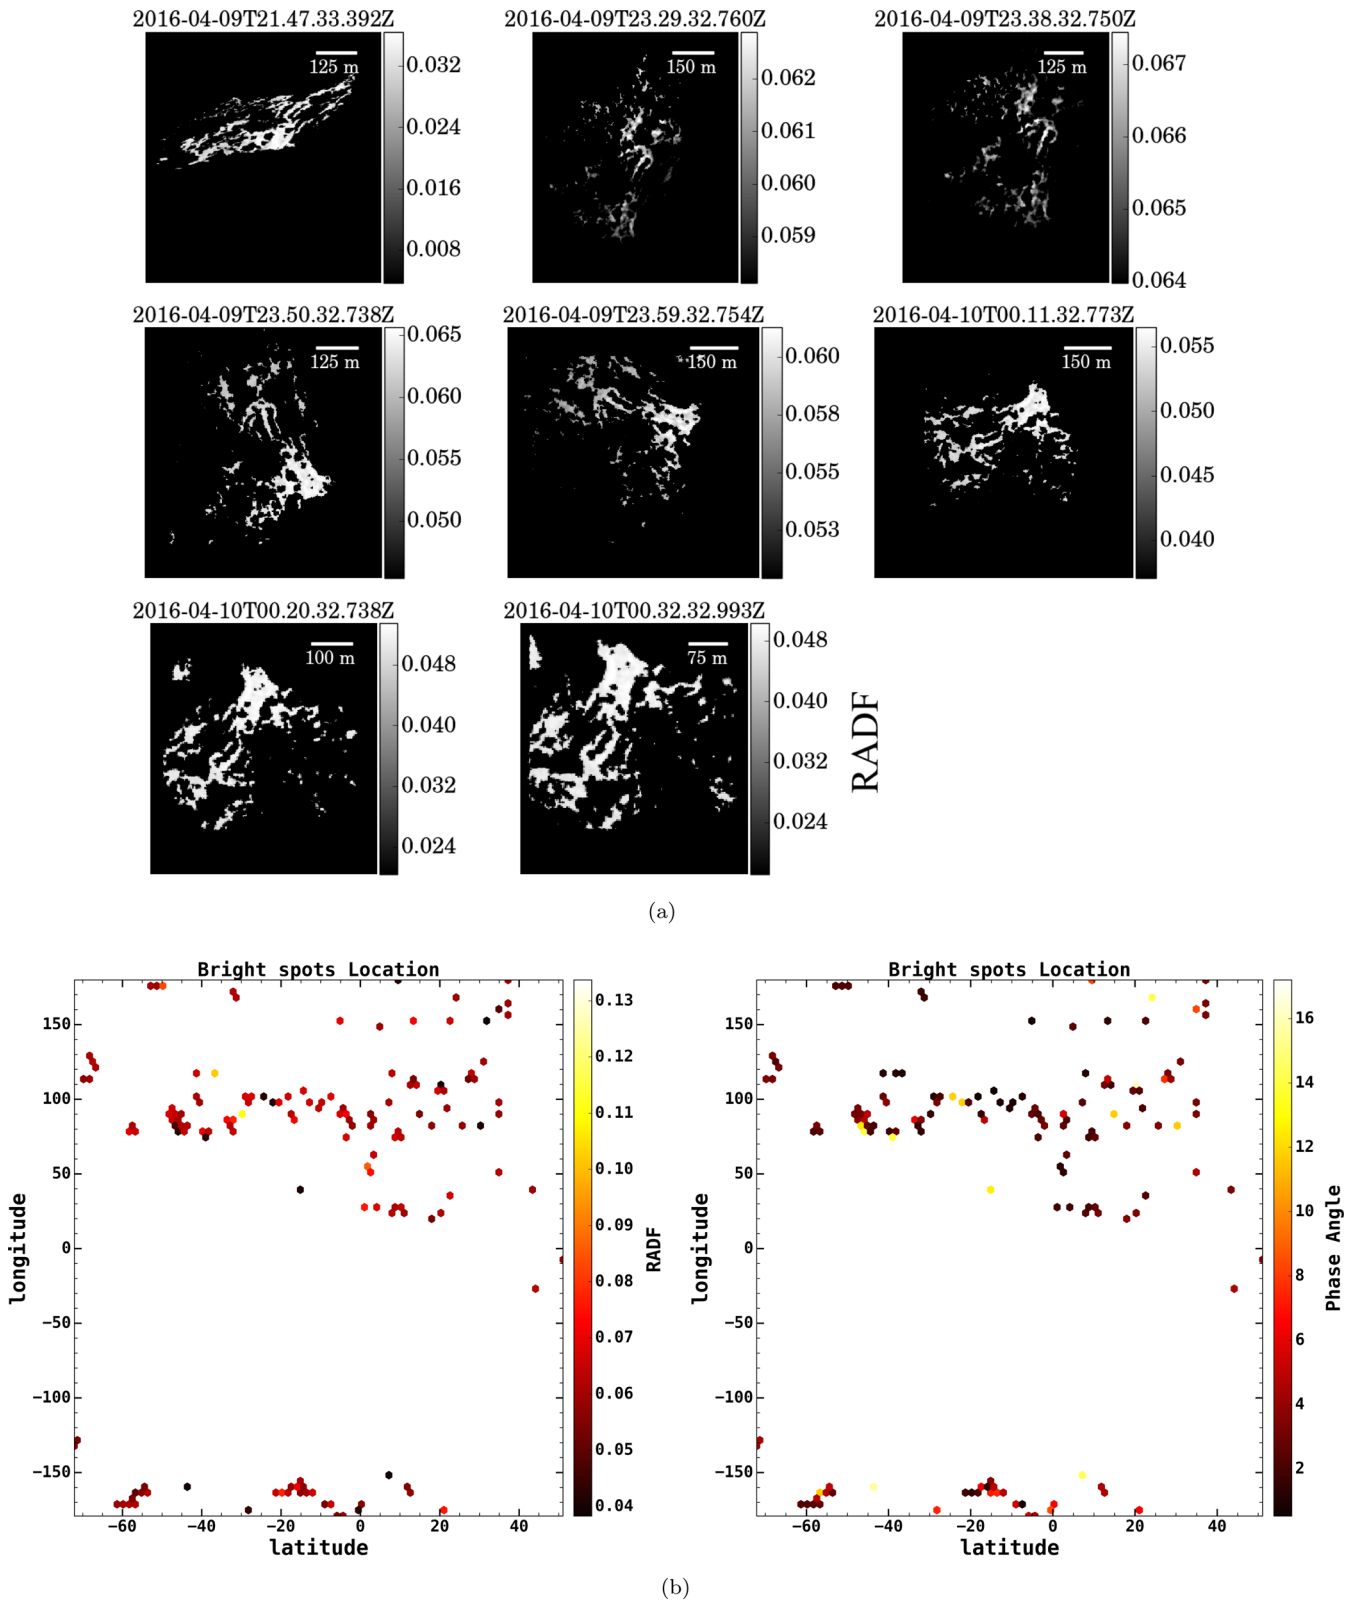 2016-04-09T21.47.33.392Z
125 m
0.032
0.024
0.016
0.008
2016-04-09T23.29.32.760Z
150 m
0.062
0.061
0.060
0.059
2016-04-09T23.38.32.750Z
125 m
0.067
0.066
0.065
0.064
2016-04-09T23.50.32.738Z
125 m
0.065
0.060
0.055
0.050
2016-04-09T23.59.32.754Z
150 m
0.060
0.058
0.055
0.053
2016-04-10T00.11.32.773Z
150 m
0.055
0.050
0.045
0.040
2016-04-10T00.20.32.738Z
100 m
0.048
0.040
0.032
0.024
2016-04-10T00.32.32.993Z
75 m
0.048
0.040
0.032
0.024
RADF
(a)
Bright spots Location
150
100
50
0
−50
−100
−150
longitude
−60 −40 −20 0 20 40
latitude
0.13
0.12
0.11
0.10
0.09
0.08
0.07
0.06
0.05
0.04
RADF
Bright spots Location
150
100
50
0
−50
−100
−150
longitude
−60 −40 −20 0 20 40
latitude
16
14
12
10
8
6
4
2
Phase Angle
(b)